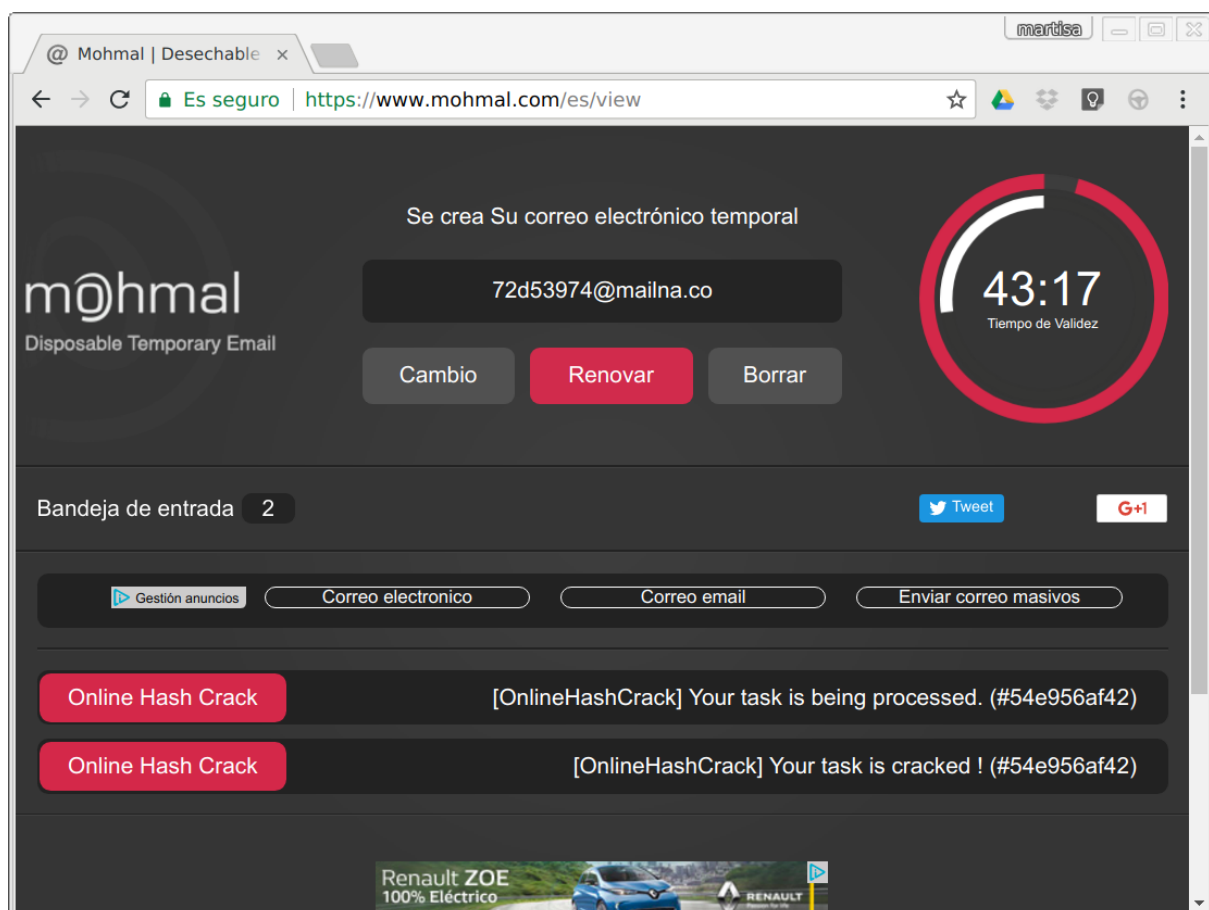 martisa
@ Mohmal | Desechable
Es seguro https://www.mohmal.com/es/view
Se crea Su correo electrónico temporal
m@hmal
Disposable Temporary Email
72d53974@mailna.co
43:17
Tiempo de Validez
Cambio Renovar Borrar
Bandeja de entrada 2
Tweet G+1
Gestión anuncios Correo electronico Correo email Enviar correo masivos
Online Hash Crack [OnlineHashCrack] Your task is being processed. (#54e956af42)
Online Hash Crack [OnlineHashCrack] Your task is cracked ! (#54e956af42)
Renault ZOE
100% Eléctrico
RENAULT